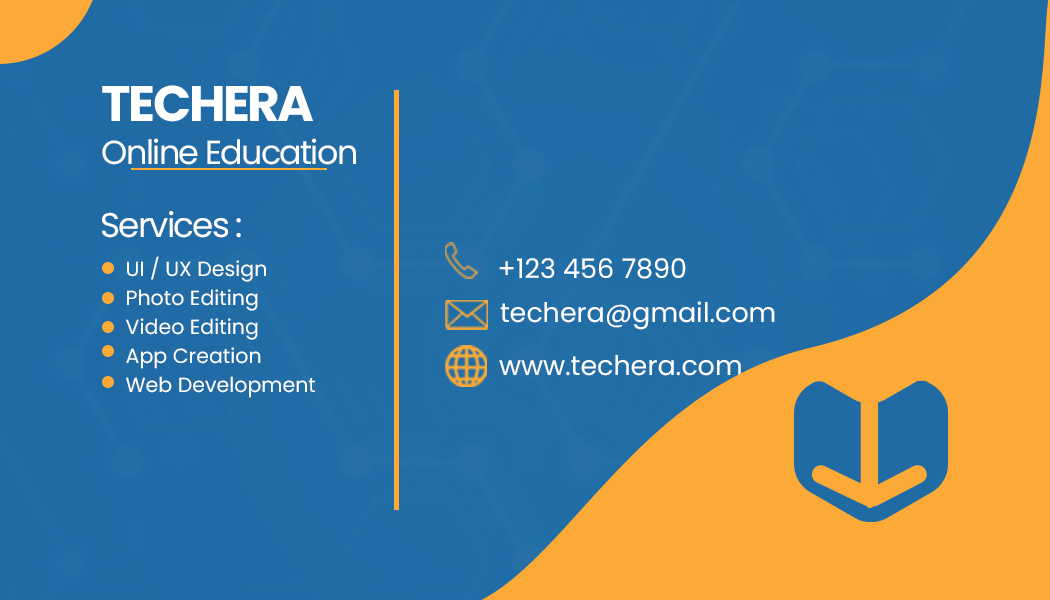 TECHERA
Online Education
Services :
UI / UX Design
Photo Editing
Video Editing
App Creation
Web Development
+123 456 7890
techera@gmail.com
www.techera.com